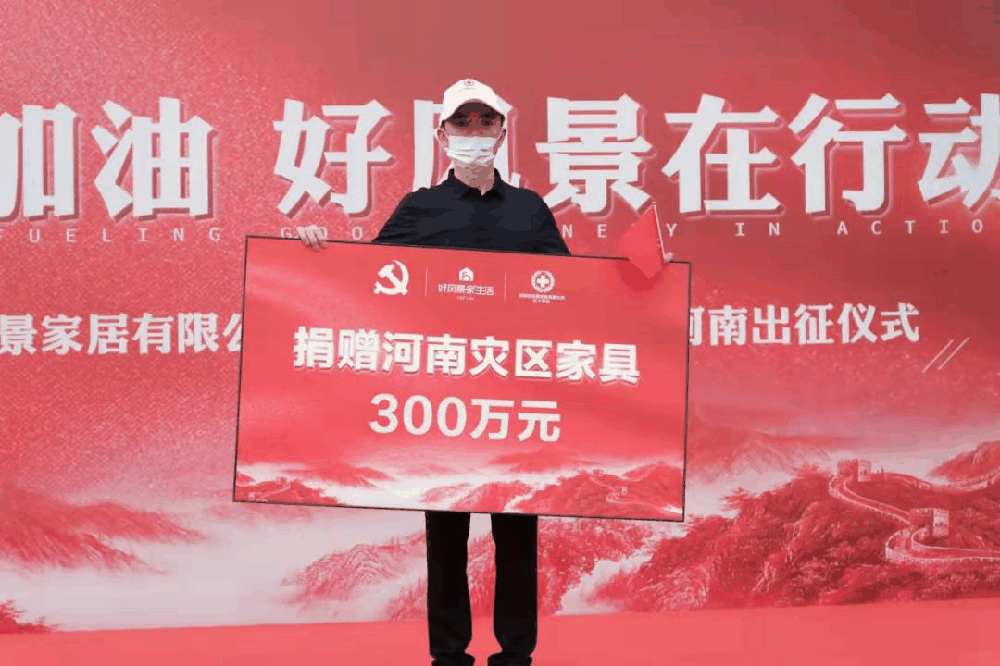 加油 好风景在行动
FUELING GOO NEY IN ACTIO
景家居有限公 河南出征仪式
好风景家生活
捐赠河南灾区家具
300万元